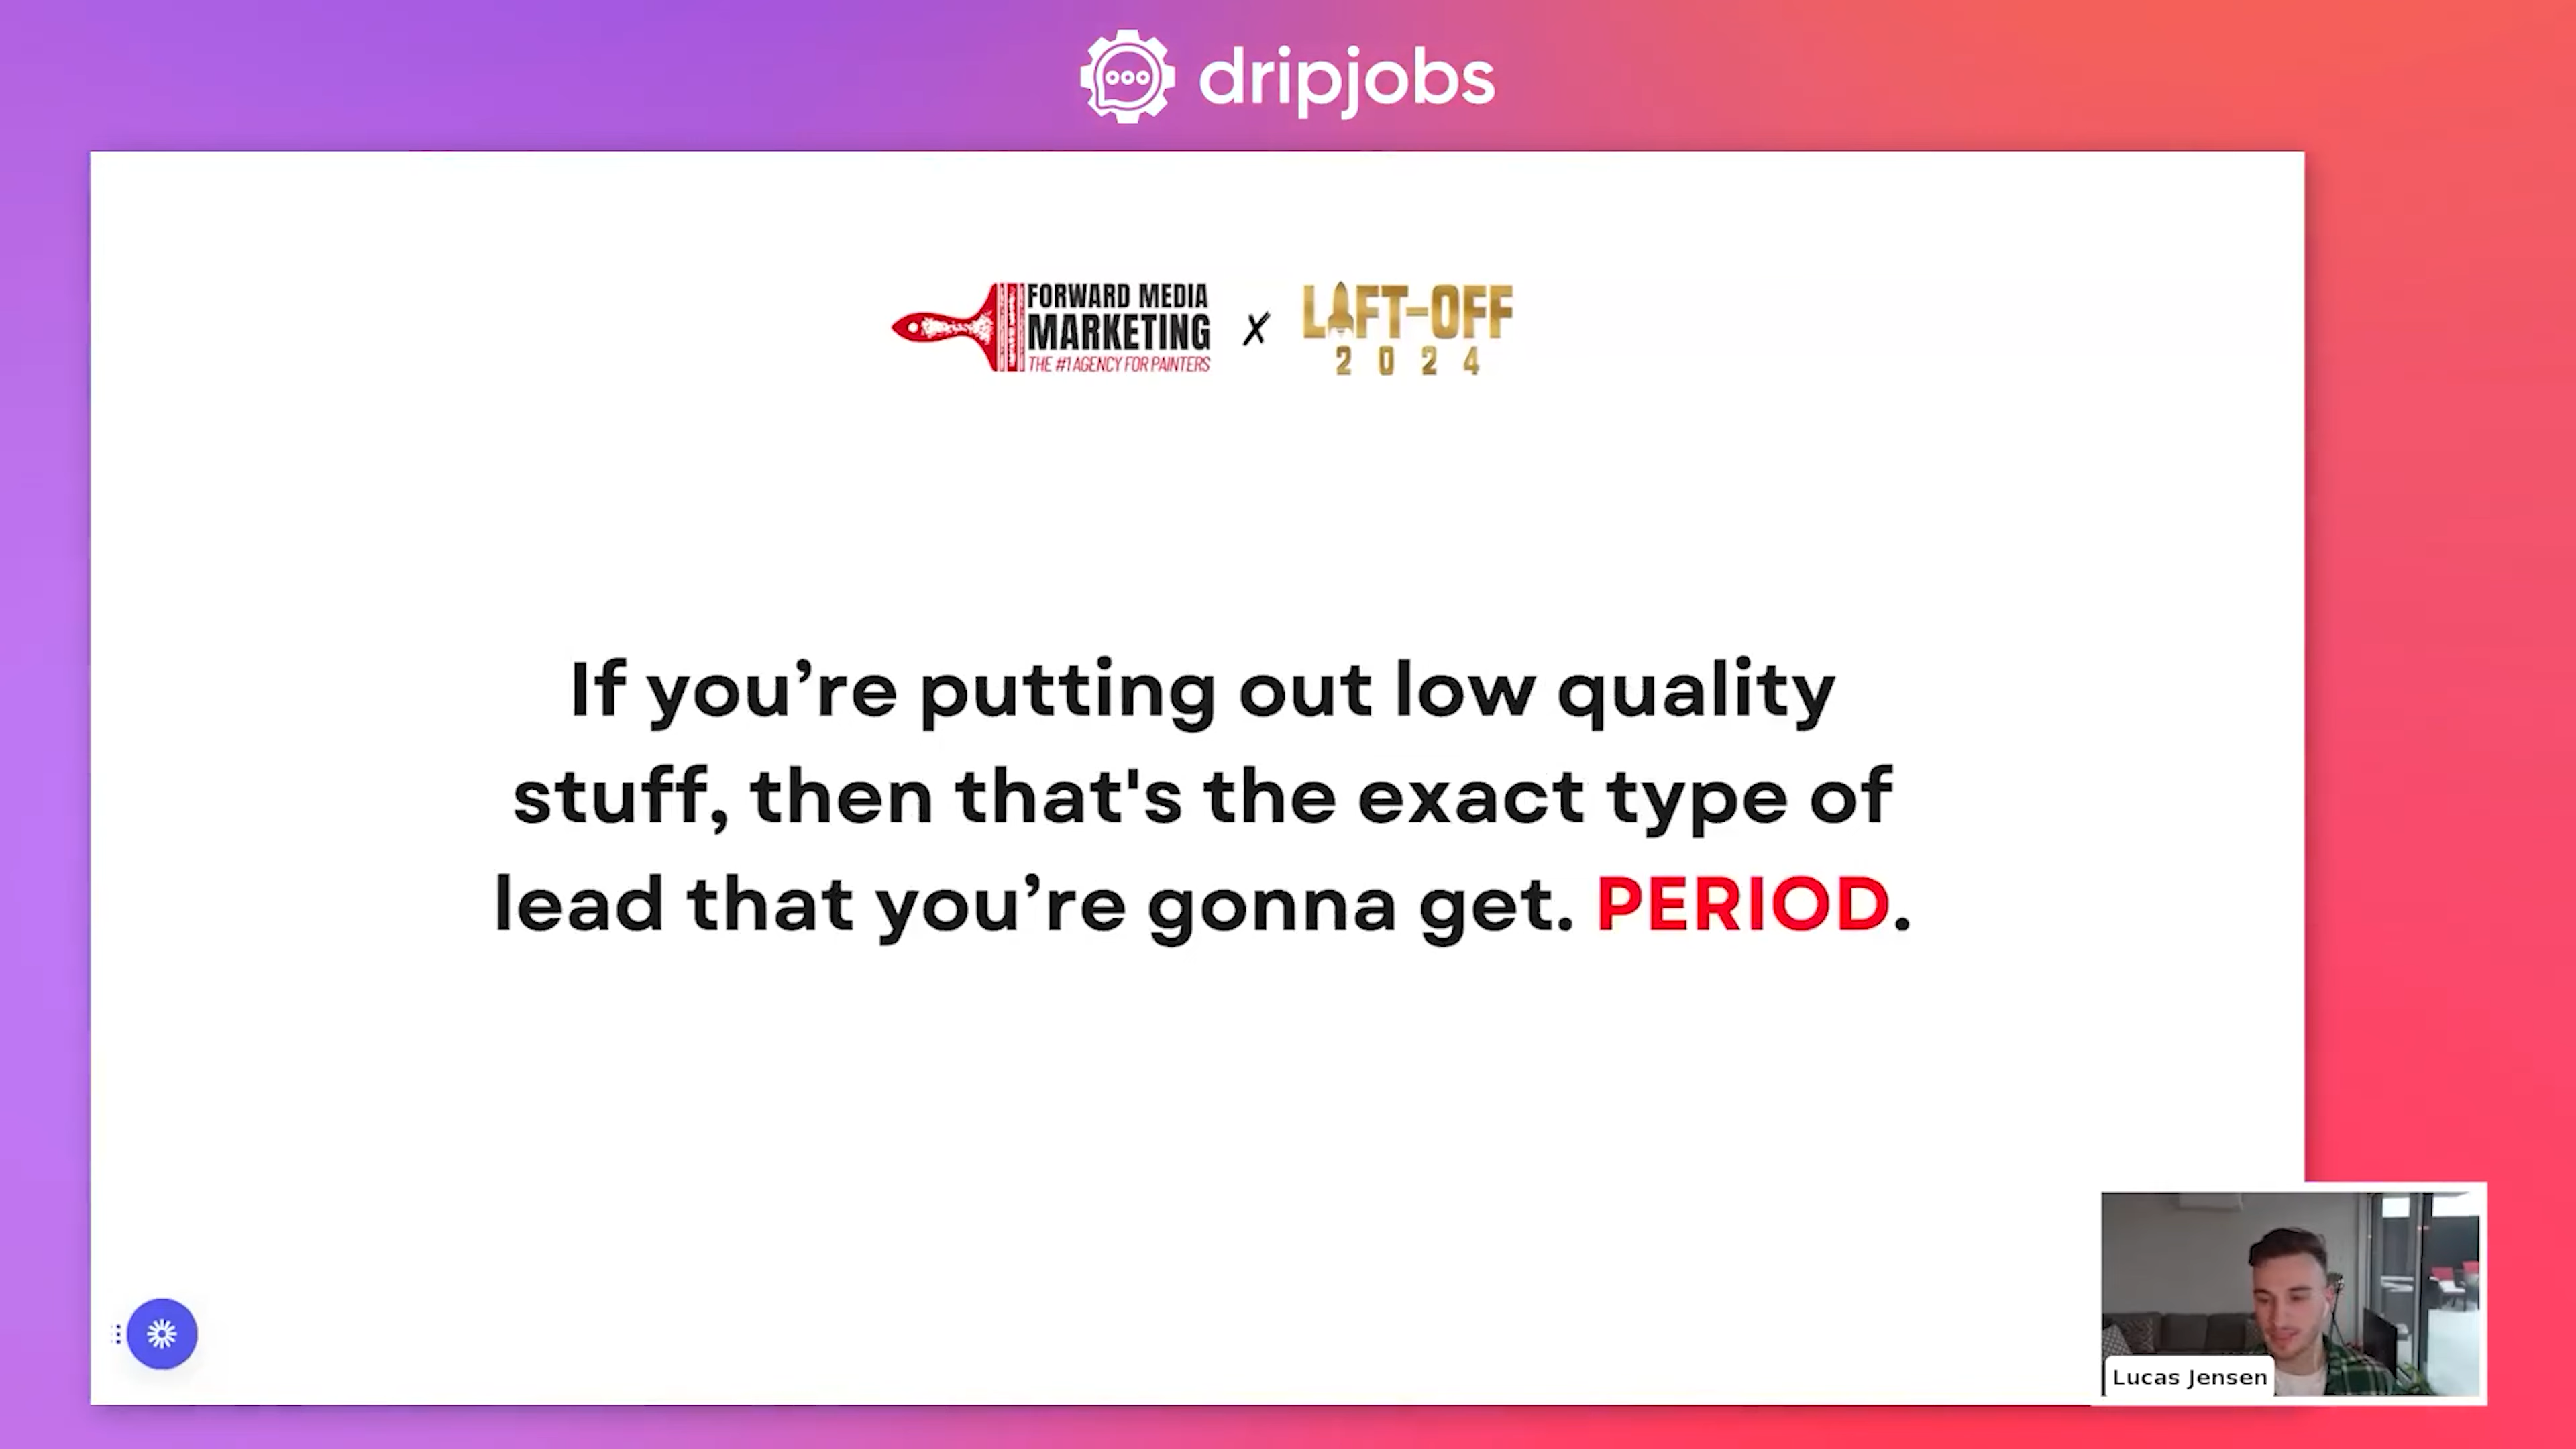 dripjobs
FORWARD MEDIA
MARKETING
THE #1 AGENCY FOR PAINTERS
X
LIFT-OFF
2024
If you’re putting out low quality
stuff, then that's the exact type of
lead that you’re gonna get. PERIOD.
Lucas Jensen